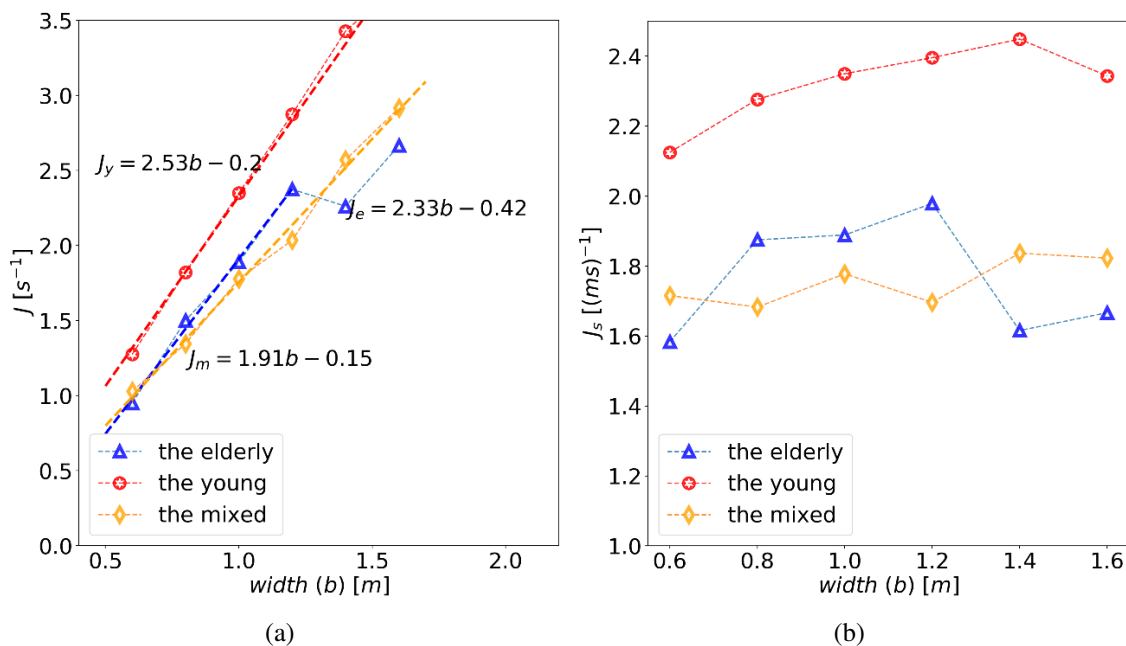 3.5
3.0
2.5
2.0
1.5
1.0
0.5
0.0
J [s⁻¹]
J_y = 2.53b − 0.2
J_e = 2.33b − 0.42
J_m = 1.91b − 0.15
the elderly
the young
the mixed
0.5 1.0 1.5 2.0
width (b) [m]
(a)
2.4
2.2
2.0
1.8
1.6
1.4
1.2
1.0
J_s [(ms)⁻¹]
the elderly
the young
the mixed
0.6 0.8 1.0 1.2 1.4 1.6
width (b) [m]
(b)